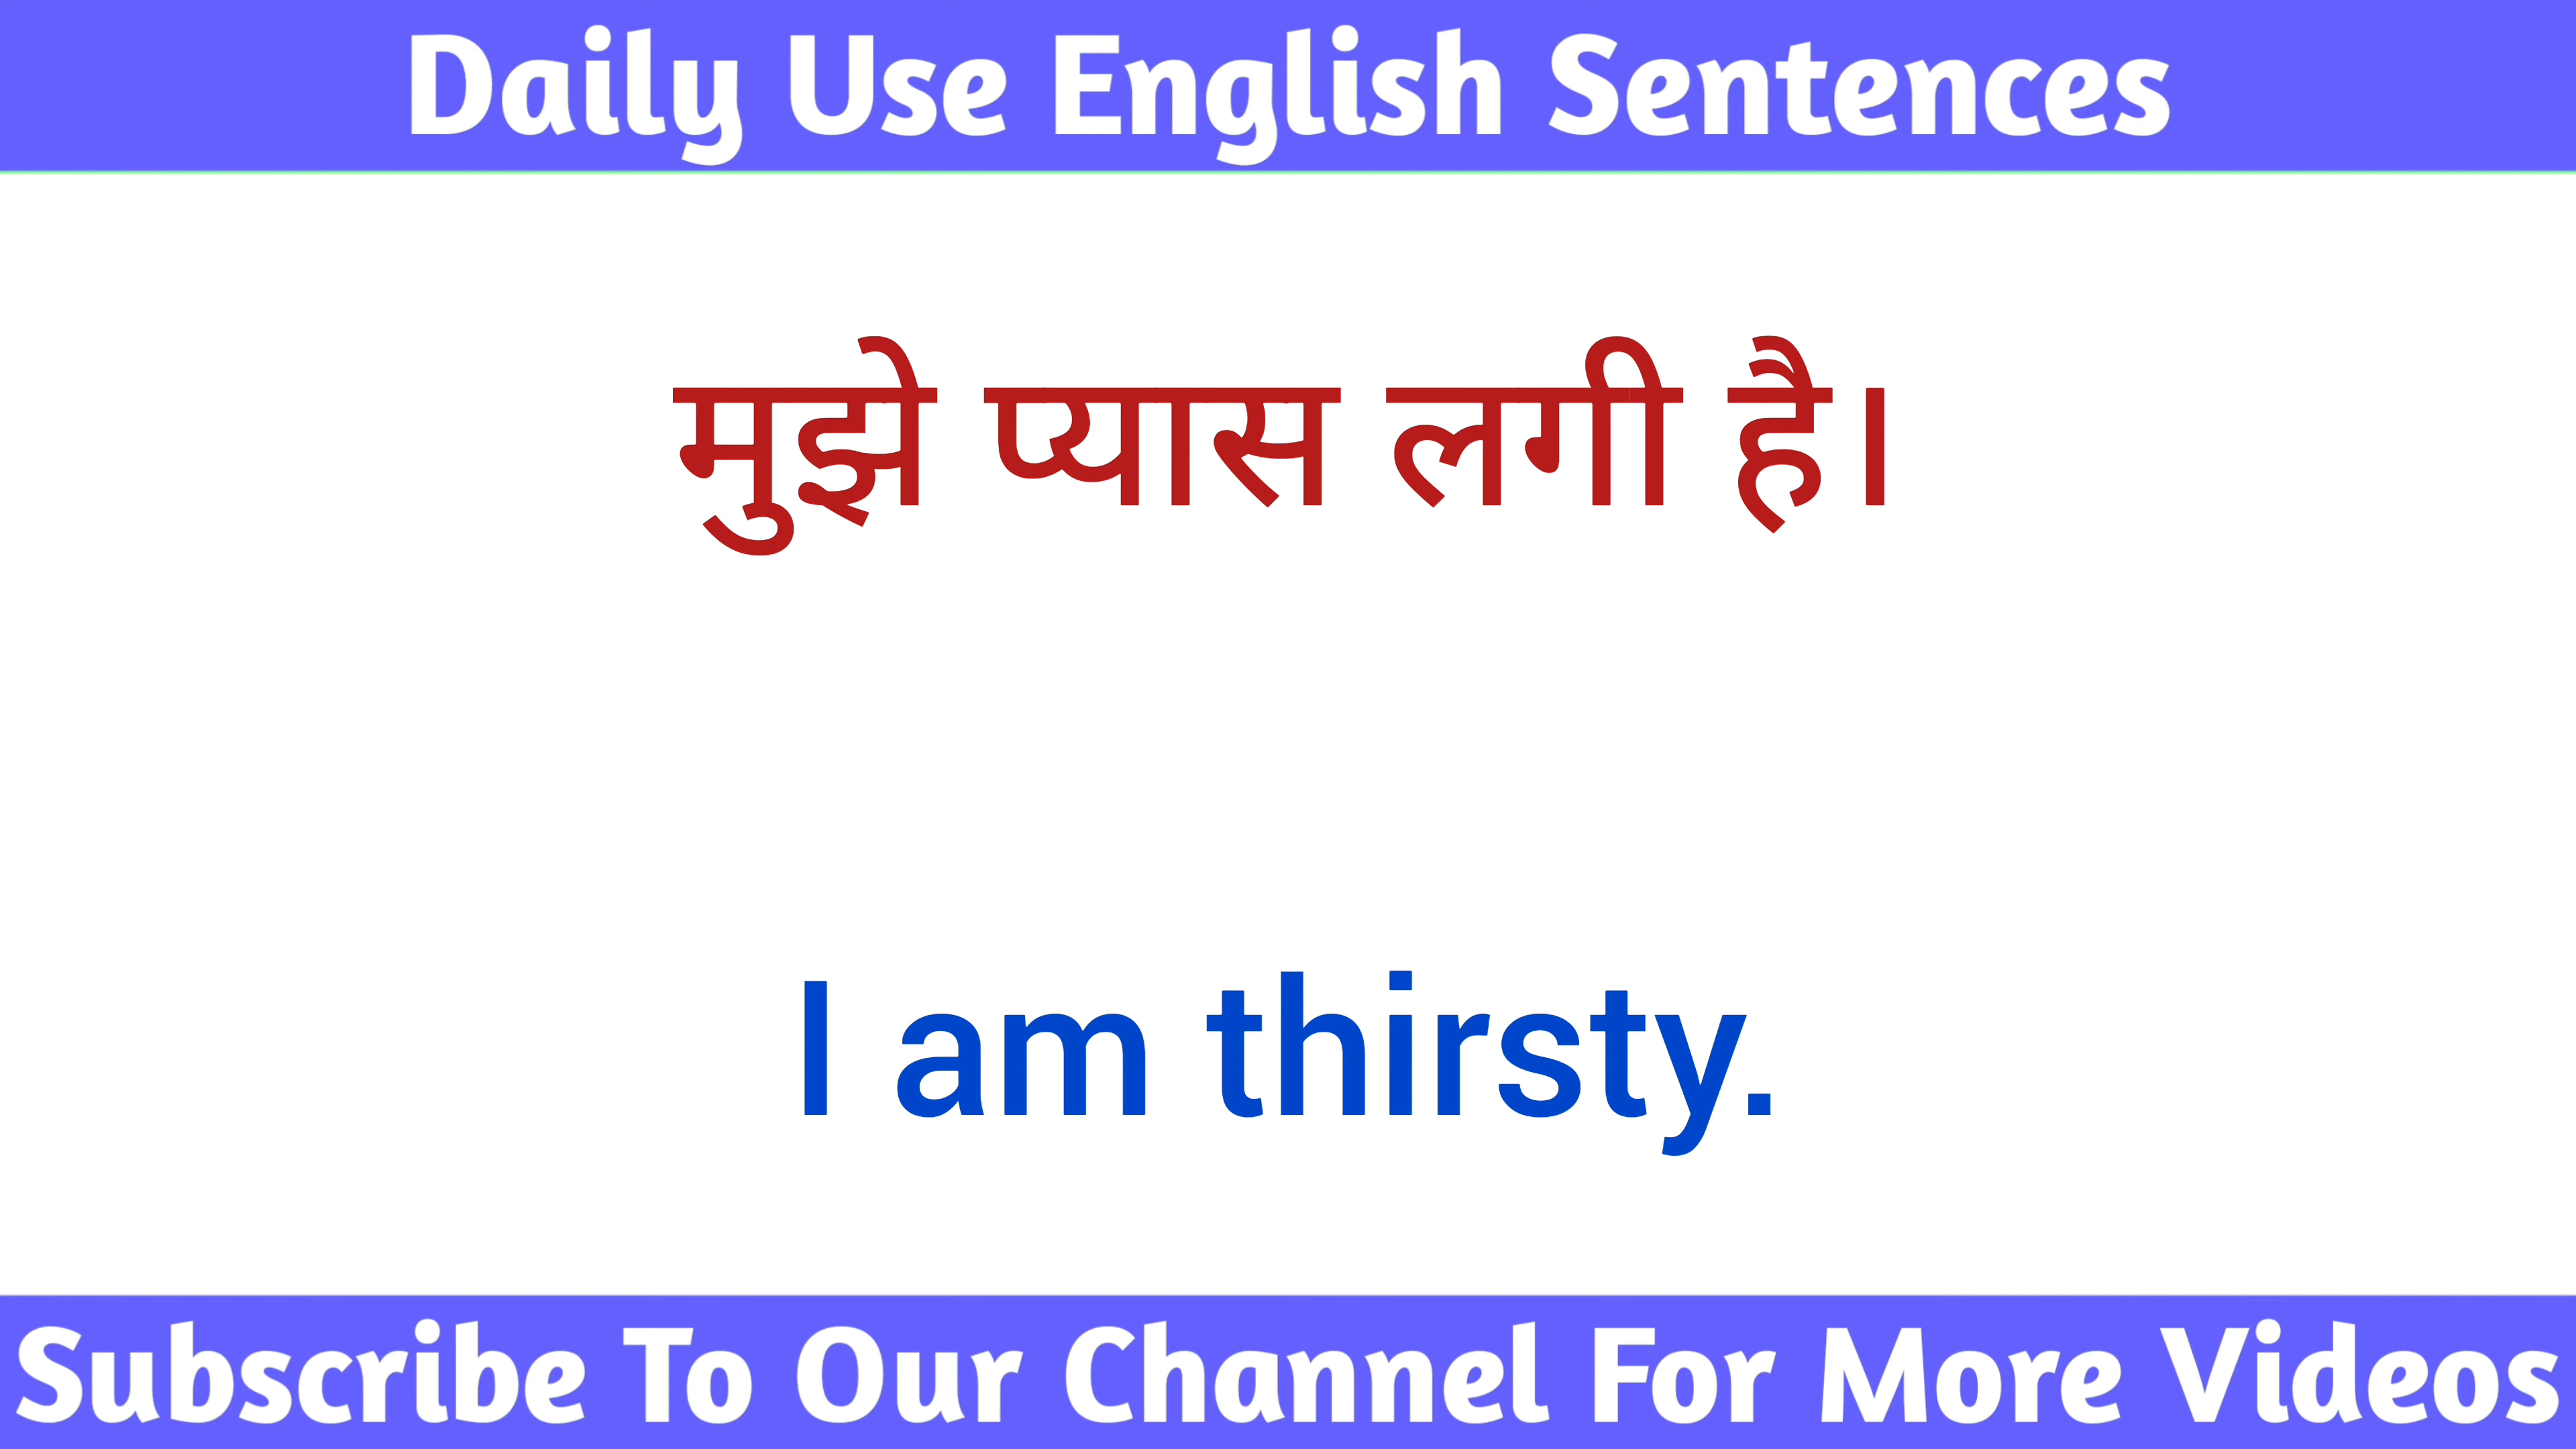 Daily Use English Sentences
मुझे प्यास लगी है।
I am thirsty.
Subscribe To Our Channel For More Videos